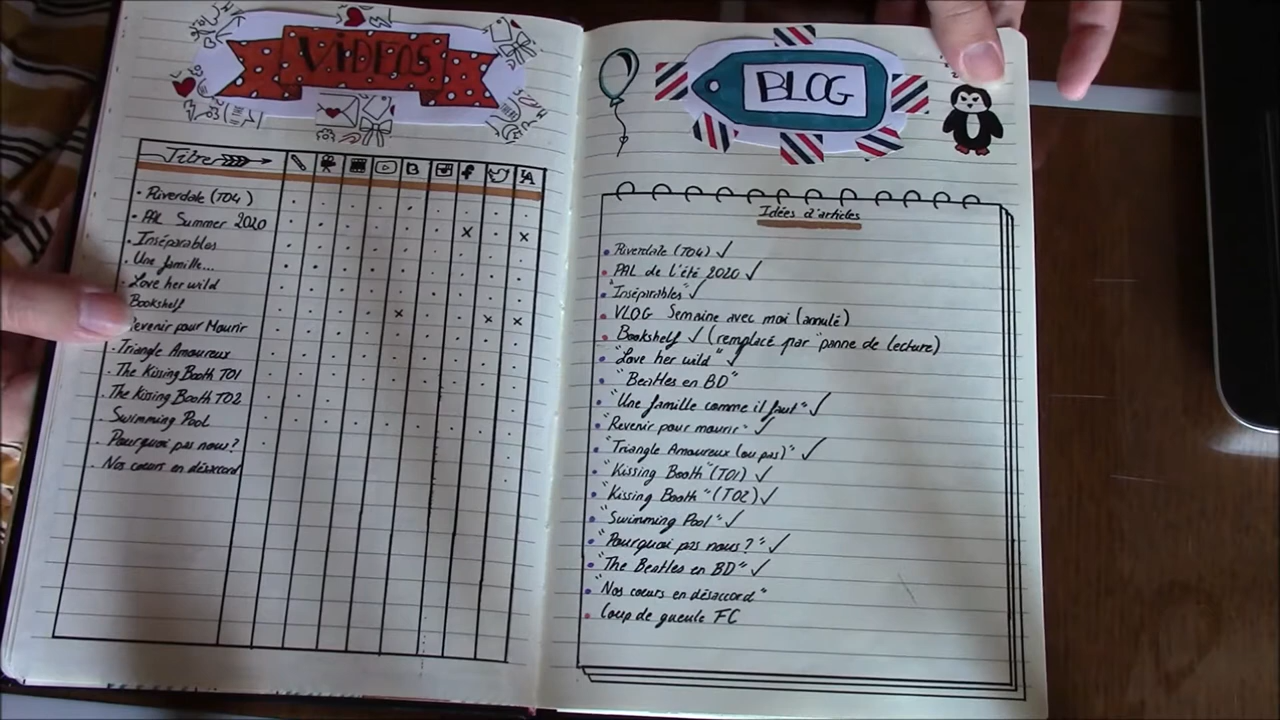 VIDEOS
Titre
B
• Riverdale (T04)
• PAL Summer 2020
• Inséparables
• Une famille...
• Love her wild
Bookshelf
Revenir pour Mourir
• Triangle Amoureux
• The Kissing Booth T01
The Kissing Booth T02
Swimming Pool
• Pourquoi pas nous?
• Nos cœurs en désaccord
BLOG
Idées d'articles
• Riverdale (T04) ✓
• PAL de l'été 2020 ✓
• "Inséparables" ✓
• VLOG Semaine avec moi (annulé)
• Bookshelf ✓ (remplacé par "panne de lecture)
• "Love her wild" ✓
• "Beatles en BD"
• "Une famille comme il faut" ✓
• "Revenir pour mourir" ✓
• "Triangle Amoureux (ou pas)" ✓
• "Kissing Booth" (T01) ✓
• "Kissing Booth" (T02) ✓
• "Swimming Pool" ✓
• "Pourquoi pas nous?" ✓
• "The Beatles en BD" ✓
• "Nos cœurs en désaccord"
• Coup de gueule FC